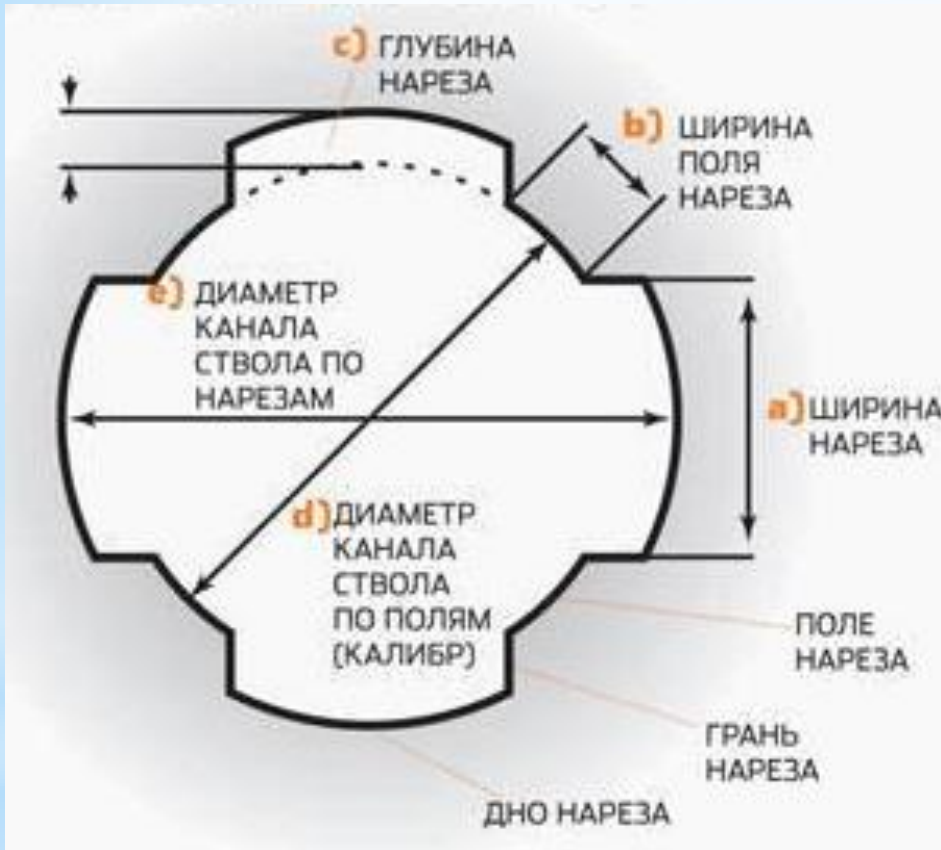 c) ГЛУБИНА
НАРЕЗА
b) ШИРИНА
ПОЛЯ
НАРЕЗА
e) ДИАМЕТР
КАНАЛА
СТВОЛА ПО
НАРЕЗАМ
a) ШИРИНА
НАРЕЗА
d) ДИАМЕТР
КАНАЛА
СТВОЛА
ПО ПОЛЯМ
(КАЛИБР)
ПОЛЕ
НАРЕЗА
ГРАНЬ
НАРЕЗА
ДНО НАРЕЗА